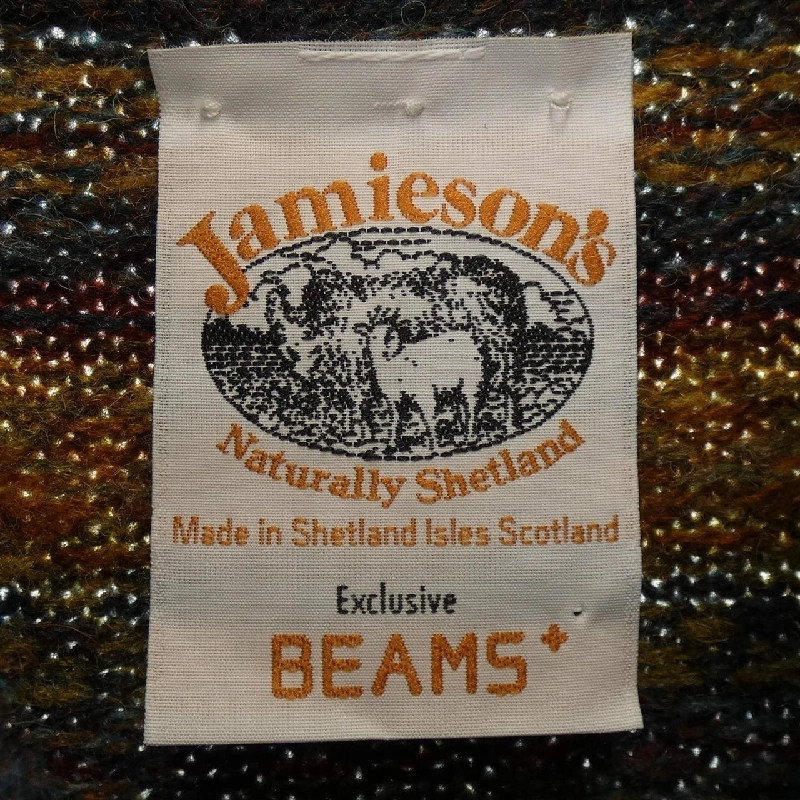 Jamieson's
Naturally Shetland
Made in Shetland Isles Scotland
Exclusive
BEAMS+